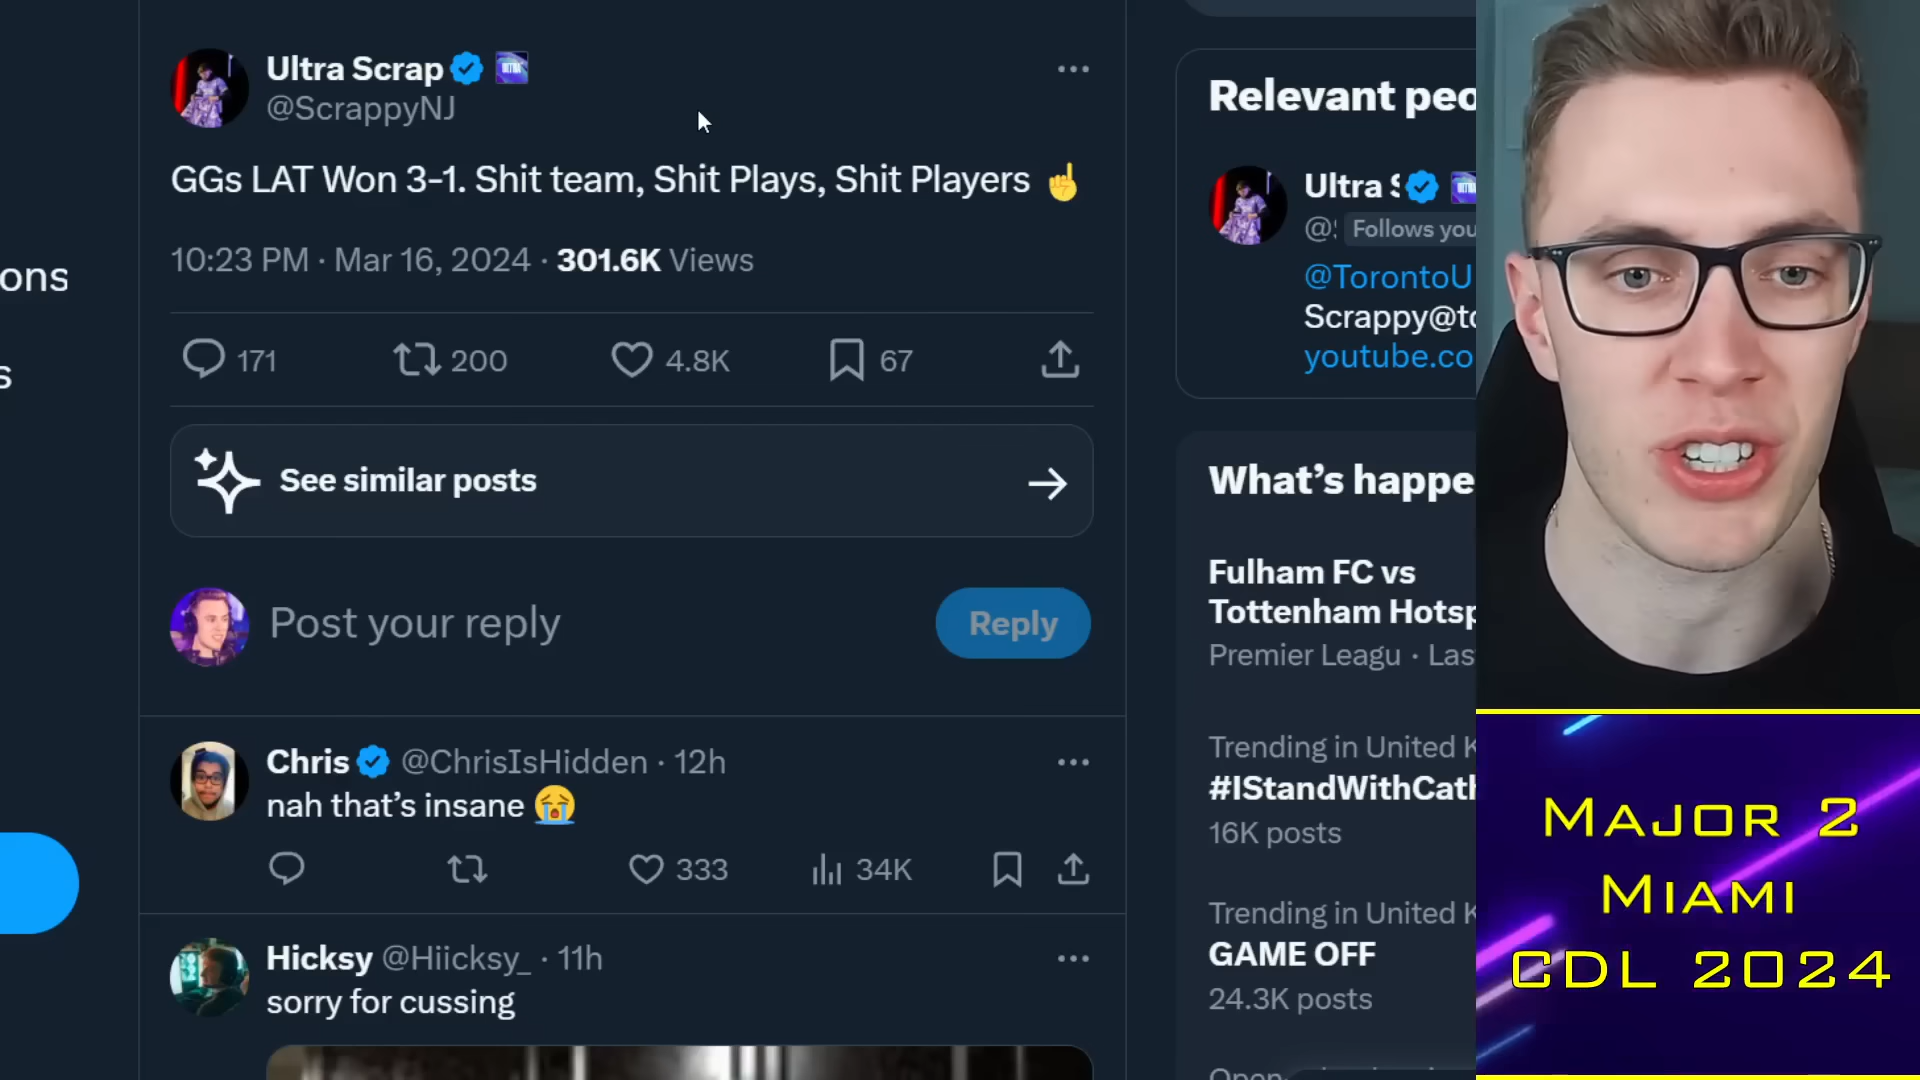 ons
s
Ultra Scrap
@ScrappyNJ
GGs LAT Won 3-1. Shit team, Shit Plays, Shit Players ☝
10:23 PM · Mar 16, 2024 · 301.6K Views
171 200 4.8K 67
See similar posts
Post your reply
Reply
Chris @ChrisIsHidden · 12h
nah that's insane 😭
333 34K
Hicksy @Hiicksy_ · 11h
sorry for cussing
Relevant peo
Ultra S
@S Follows you
@TorontoU
Scrappy@to
youtube.co
What's happe
Fulham FC vs
Tottenham Hotsp
Premier Leagu · Las
Trending in United K
#IStandWithCath
16K posts
Trending in United K
GAME OFF
24.3K posts
MAJOR 2
MIAMI
CDL 2024